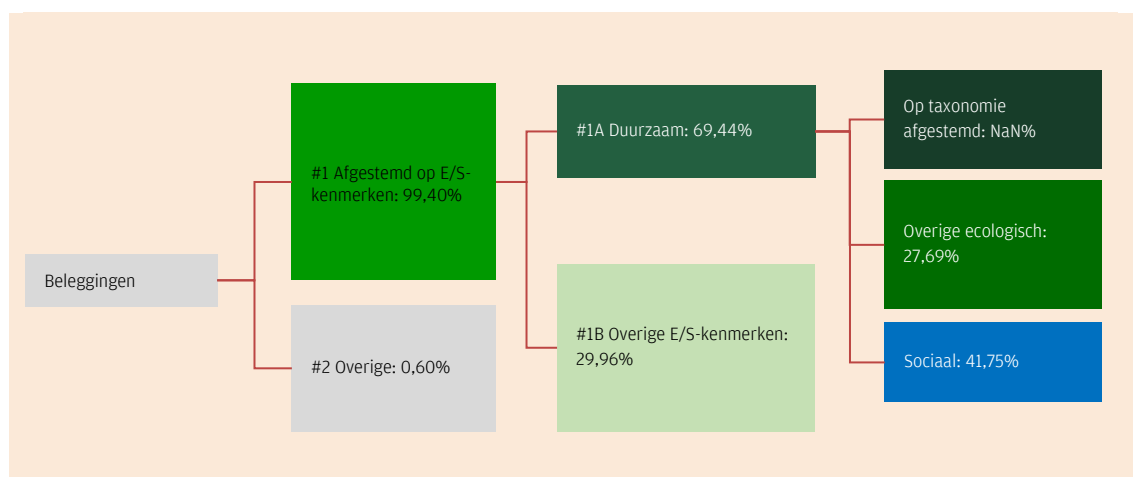 Beleggingen
#1 Afgestemd op E/S-
kenmerken: 99,40%
#2 Overige: 0,60%
#1A Duurzaam: 69,44%
#1B Overige E/S-kenmerken:
29,96%
Op taxonomie
afgestemd: NaN%
Overige ecologisch:
27,69%
Sociaal: 41,75%